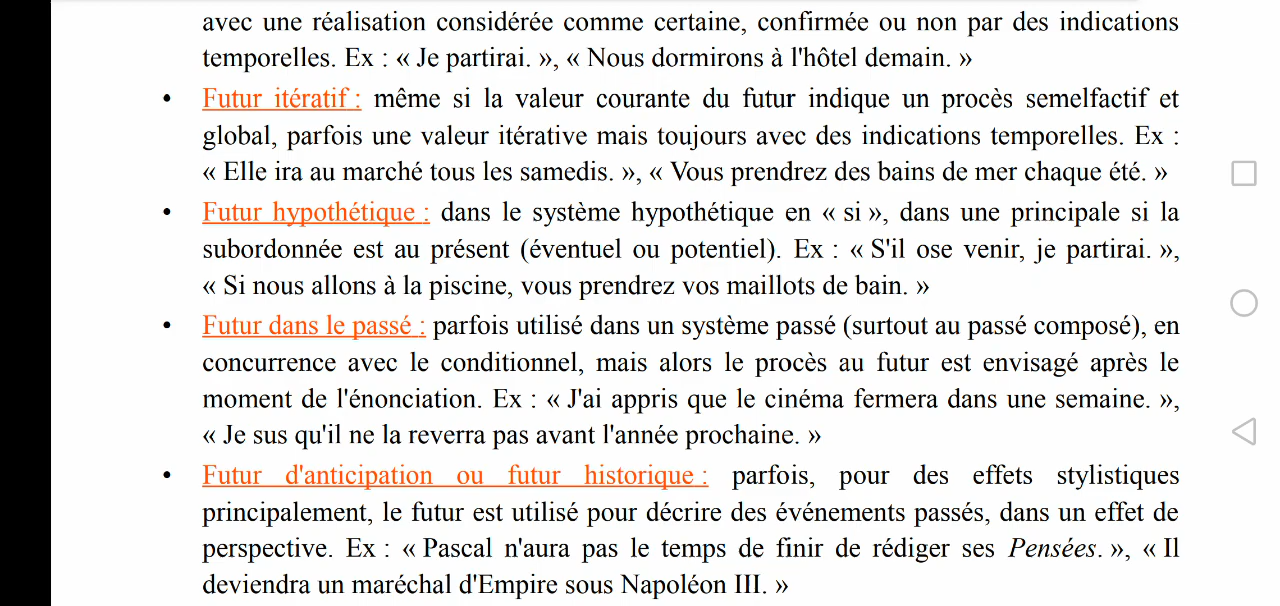 avec une réalisation considérée comme certaine, confirmée ou non par des indications
temporelles. Ex : « Je partirai. », « Nous dormirons à l'hôtel demain. »
• Futur itératif : même si la valeur courante du futur indique un procès semelfactif et
global, parfois une valeur itérative mais toujours avec des indications temporelles. Ex :
« Elle ira au marché tous les samedis. », « Vous prendrez des bains de mer chaque été. »
• Futur hypothétique : dans le système hypothétique en « si », dans une principale si la
subordonnée est au présent (éventuel ou potentiel). Ex : « S'il ose venir, je partirai. »,
« Si nous allons à la piscine, vous prendrez vos maillots de bain. »
• Futur dans le passé : parfois utilisé dans un système passé (surtout au passé composé), en
concurrence avec le conditionnel, mais alors le procès au futur est envisagé après le
moment de l'énonciation. Ex : « J'ai appris que le cinéma fermera dans une semaine. »,
« Je sus qu'il ne la reverra pas avant l'année prochaine. »
• Futur d'anticipation ou futur historique : parfois, pour des effets stylistiques
principalement, le futur est utilisé pour décrire des événements passés, dans un effet de
perspective. Ex : « Pascal n'aura pas le temps de finir de rédiger ses Pensées. », « Il
deviendra un maréchal d'Empire sous Napoléon III. »